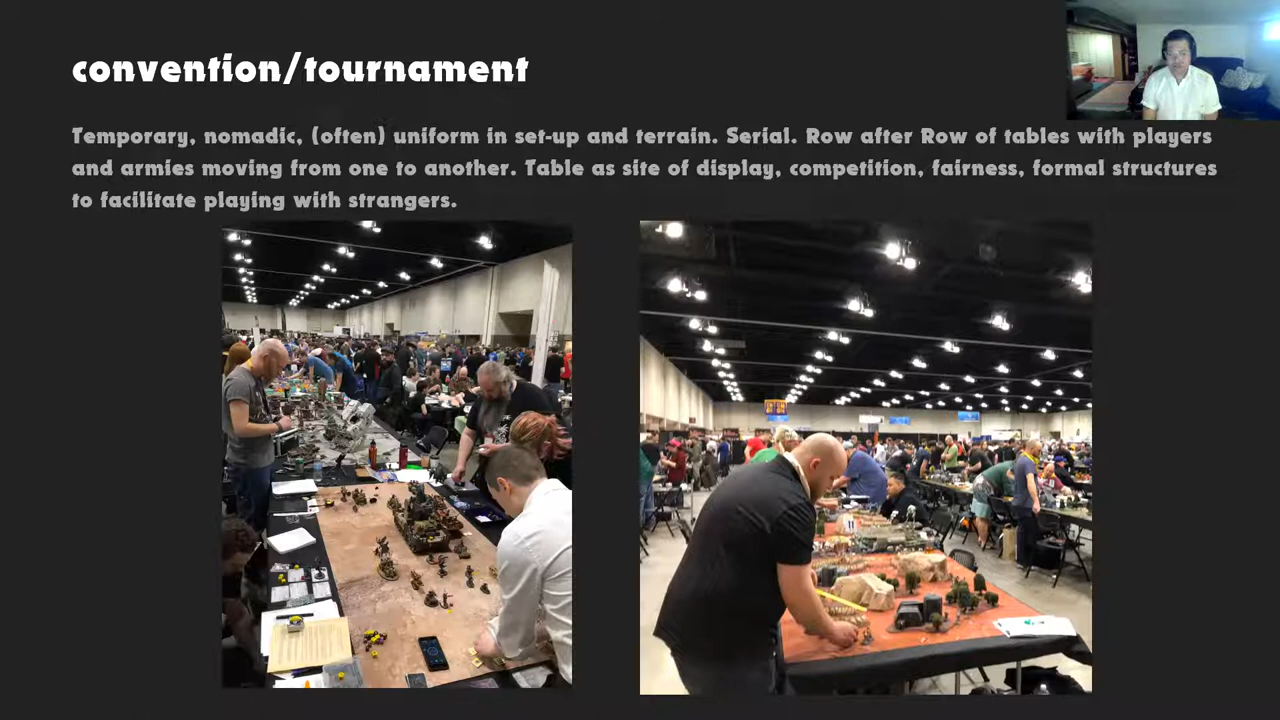 convention/tournament
Temporary, nomadic, (often) uniform in set-up and terrain. Serial. Row after Row of tables with players
and armies moving from one to another. Table as site of display, competition, fairness, formal structures
to facilitate playing with strangers.